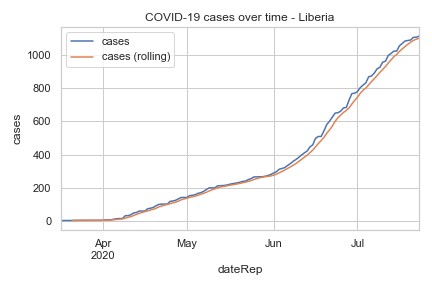 COVID-19 cases over time - Liberia
cases
cases (rolling)
1000
800
600
400
200
0
cases
Apr
2020
May
Jun
Jul
dateRep